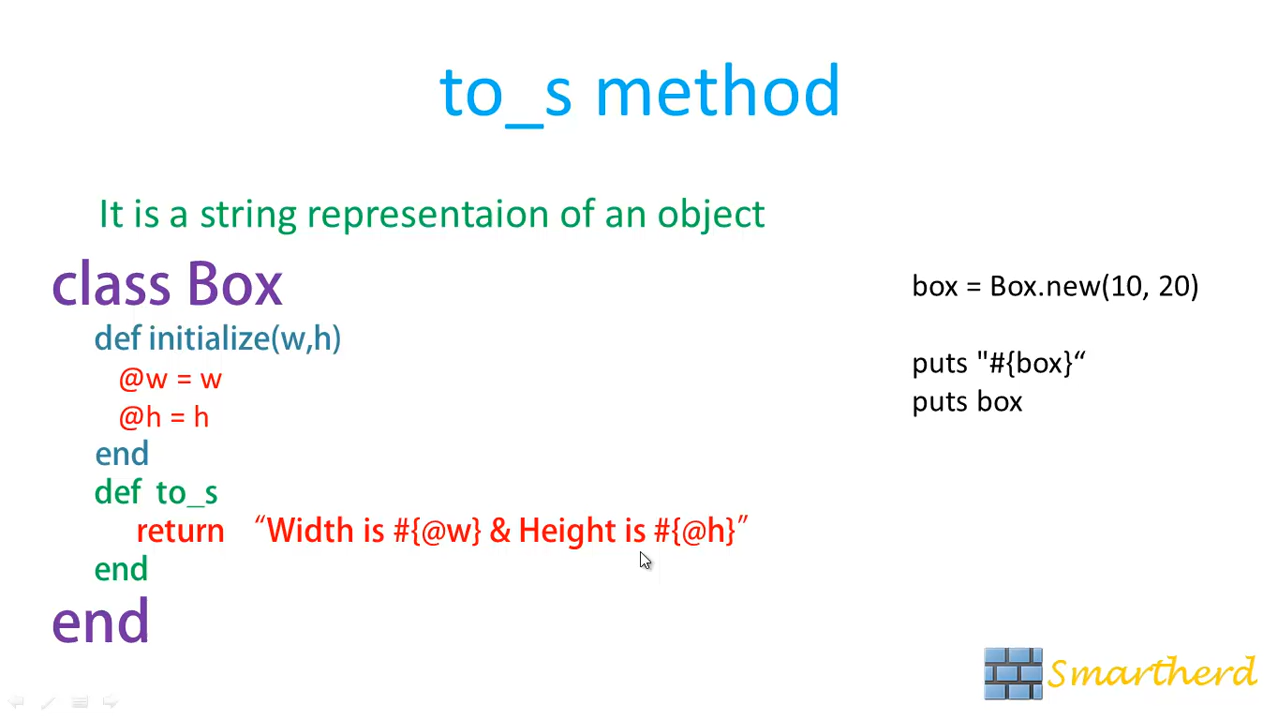 to_s method
It is a string representaion of an object
class Box
def initialize(w,h)
@w = w
@h = h
end
def to_s
return “Width is #{@w} & Height is #{@h}”
end
end
box = Box.new(10, 20)
puts "#{box}“
puts box
Smartherd